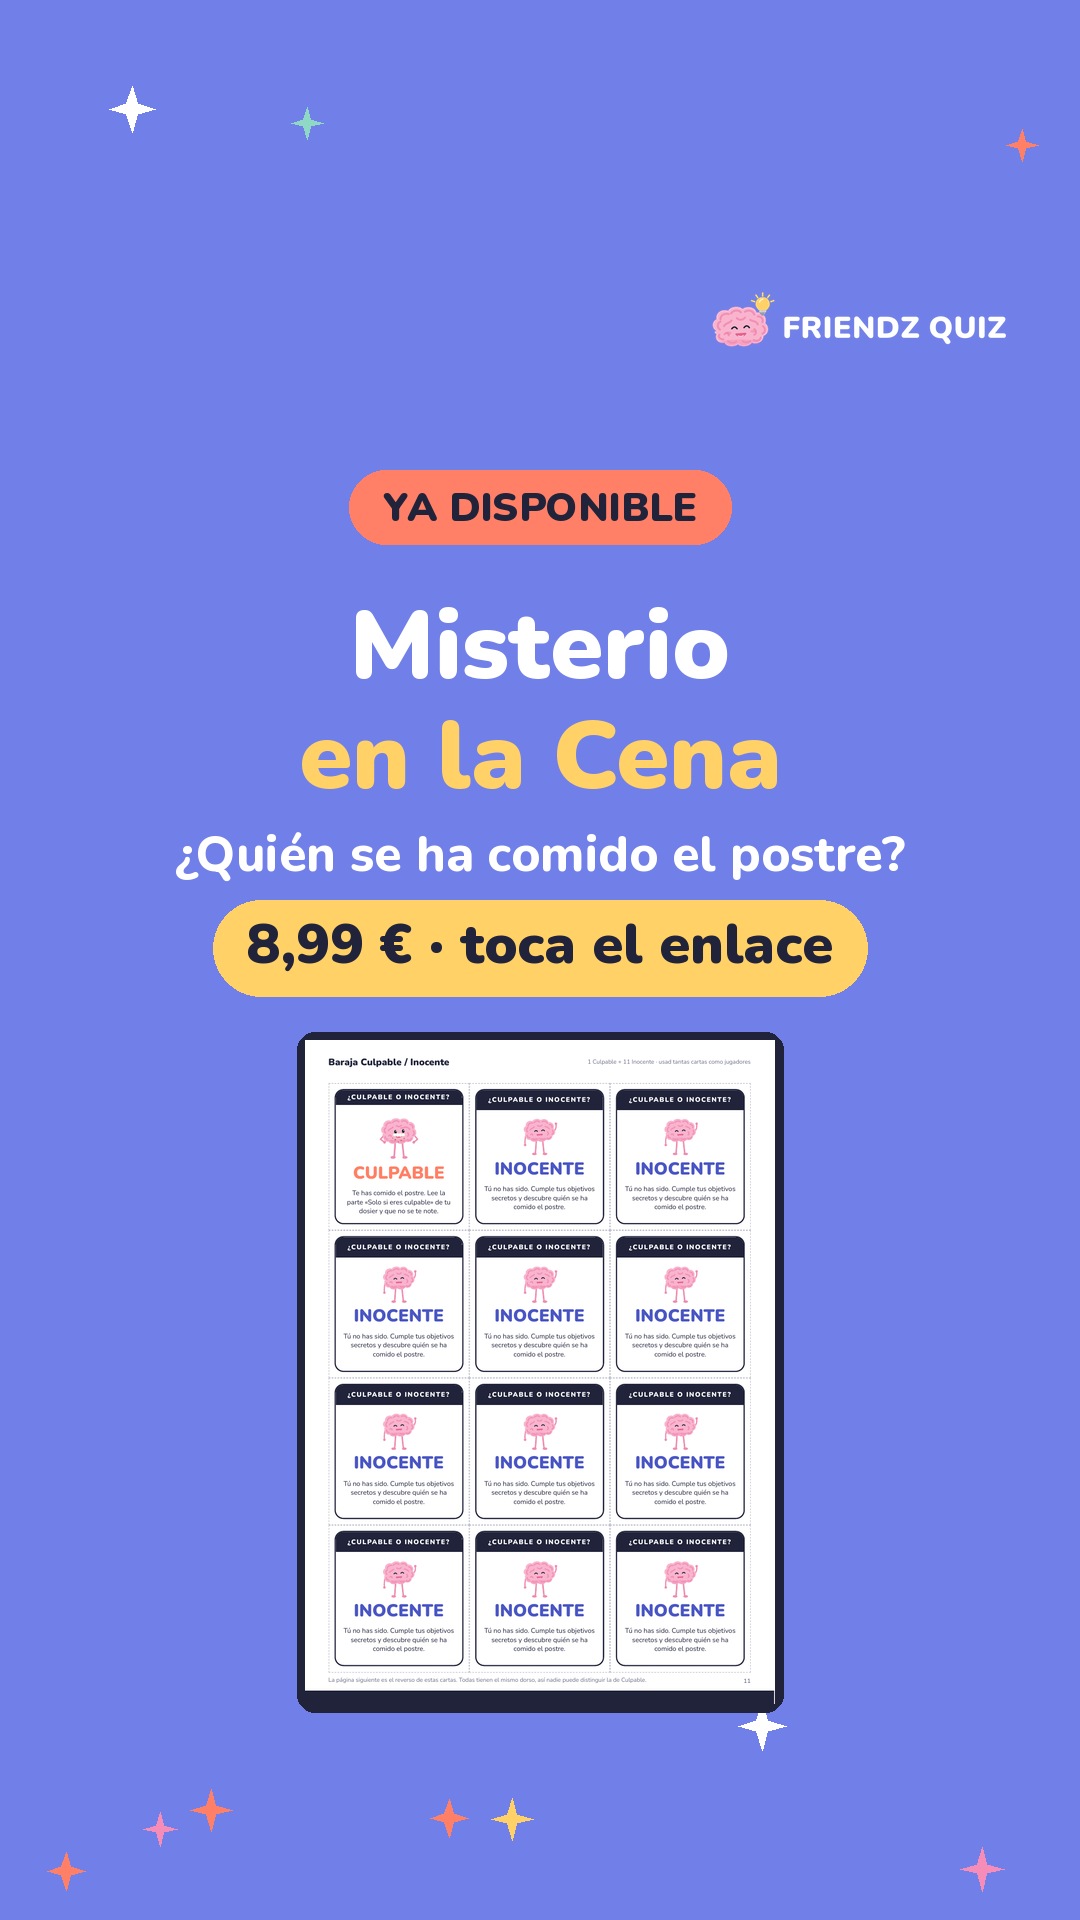 FRIENDZ QUIZ
YA DISPONIBLE
Misterio
en la Cena
¿Quién se ha comido el postre?
8,99 € · toca el enlace
Baraja Culpable / Inocente
1 Culpable + 11 Inocente · usad tantas cartas como jugadores
¿CULPABLE O INOCENTE?
CULPABLE
Te has comido el postre. Lee la
parte «Solo si eres culpable» de tu
dosier y que no se te note.
¿CULPABLE O INOCENTE?
INOCENTE
Tú no has sido. Cumple tus objetivos
secretos y descubre quién se ha
comido el postre.
¿CULPABLE O INOCENTE?
INOCENTE
Tú no has sido. Cumple tus objetivos
secretos y descubre quién se ha
comido el postre.
¿CULPABLE O INOCENTE?
INOCENTE
Tú no has sido. Cumple tus objetivos
secretos y descubre quién se ha
comido el postre.
¿CULPABLE O INOCENTE?
INOCENTE
Tú no has sido. Cumple tus objetivos
secretos y descubre quién se ha
comido el postre.
¿CULPABLE O INOCENTE?
INOCENTE
Tú no has sido. Cumple tus objetivos
secretos y descubre quién se ha
comido el postre.
¿CULPABLE O INOCENTE?
INOCENTE
Tú no has sido. Cumple tus objetivos
secretos y descubre quién se ha
comido el postre.
¿CULPABLE O INOCENTE?
INOCENTE
Tú no has sido. Cumple tus objetivos
secretos y descubre quién se ha
comido el postre.
¿CULPABLE O INOCENTE?
INOCENTE
Tú no has sido. Cumple tus objetivos
secretos y descubre quién se ha
comido el postre.
¿CULPABLE O INOCENTE?
INOCENTE
Tú no has sido. Cumple tus objetivos
secretos y descubre quién se ha
comido el postre.
¿CULPABLE O INOCENTE?
INOCENTE
Tú no has sido. Cumple tus objetivos
secretos y descubre quién se ha
comido el postre.
¿CULPABLE O INOCENTE?
INOCENTE
Tú no has sido. Cumple tus objetivos
secretos y descubre quién se ha
comido el postre.
La página siguiente es el reverso de estas cartas. Todas tienen el mismo dorso, así nadie puede distinguir la de Culpable.
11